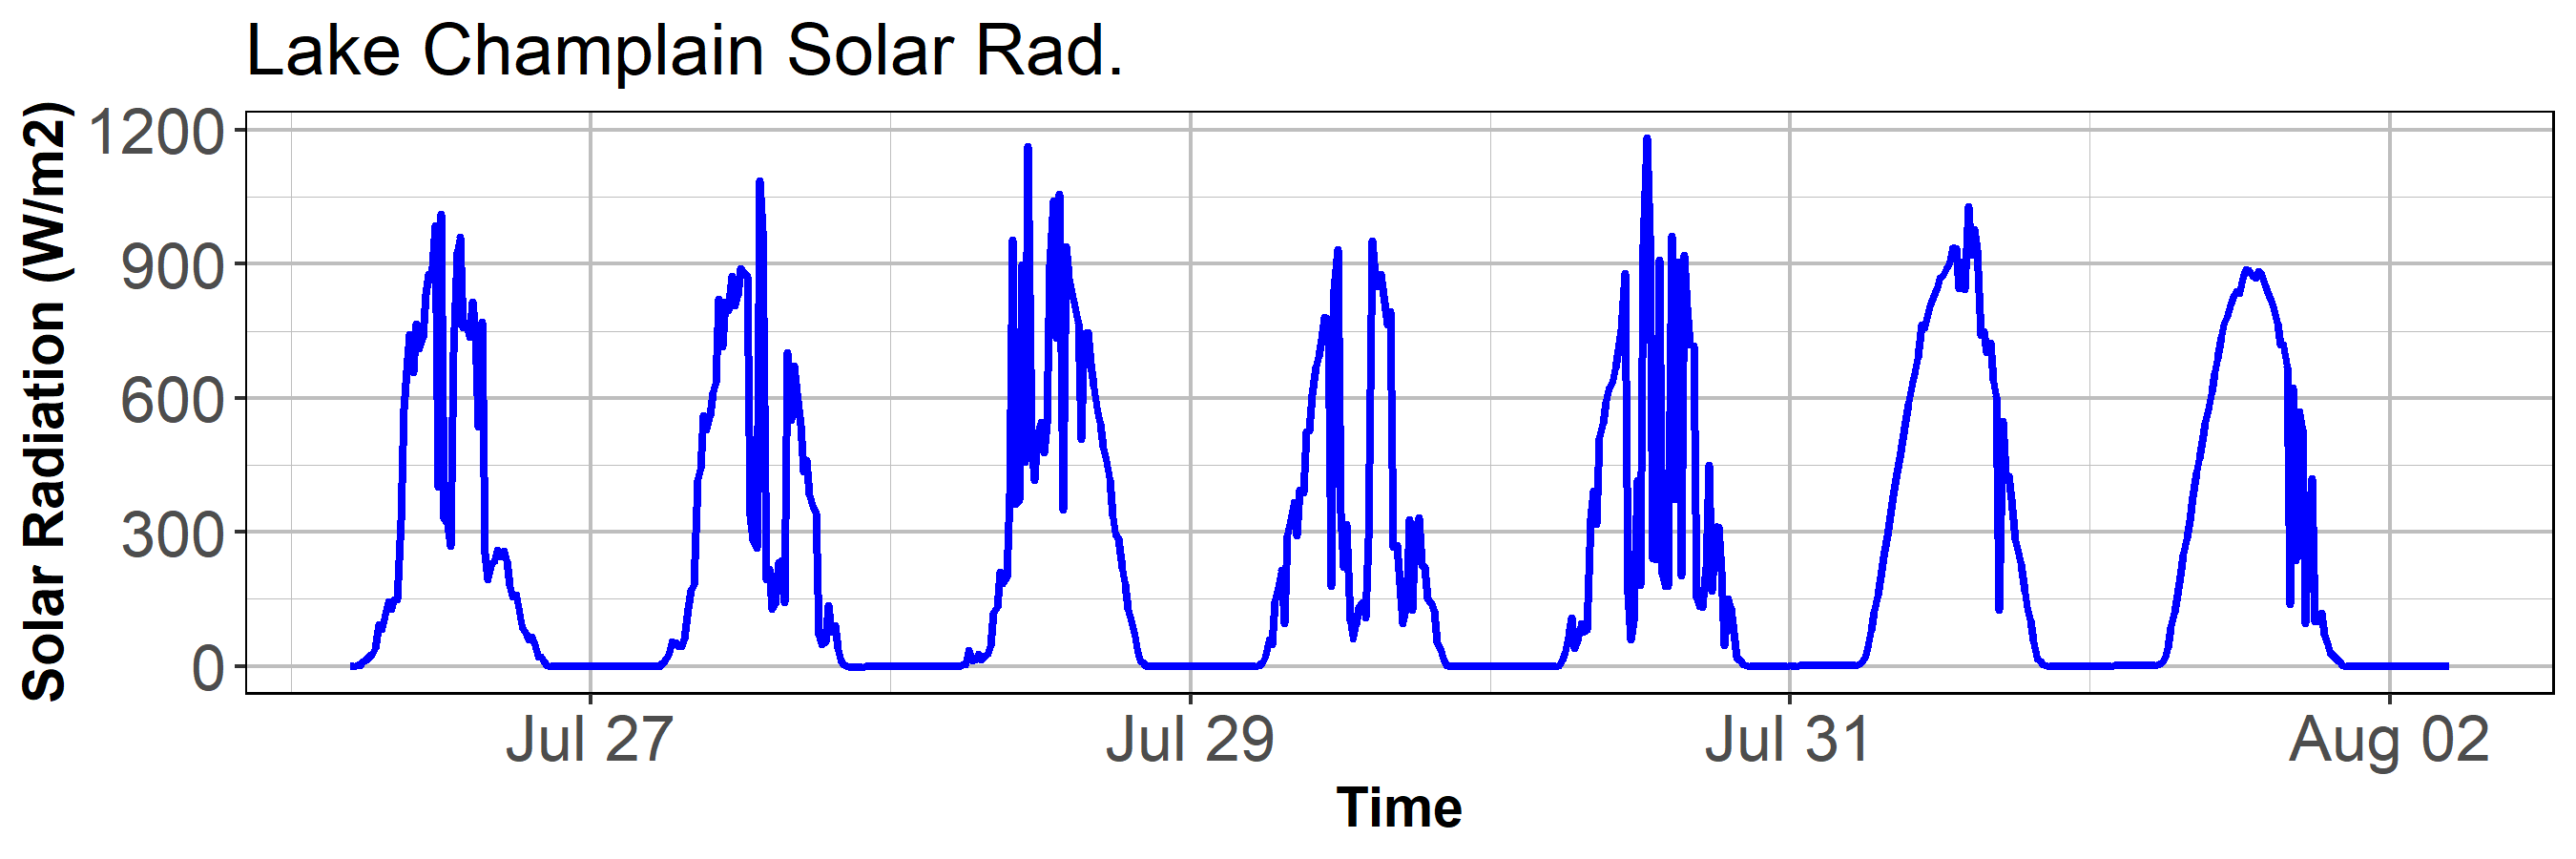 Lake Champlain Solar Rad.
Solar Radiation (W/m2)
1200
900
600
300
0
Jul 27
Jul 29
Jul 31
Aug 02
Time